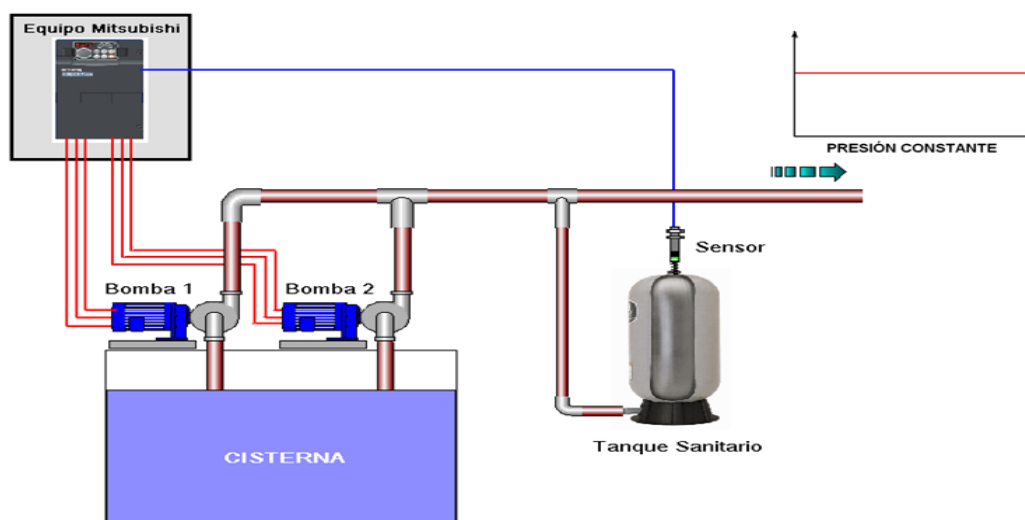 Equipo Mitsubishi
PRESIÓN CONSTANTE
Sensor
Bomba 1
Bomba 2
Tanque Sanitario
CISTERNA